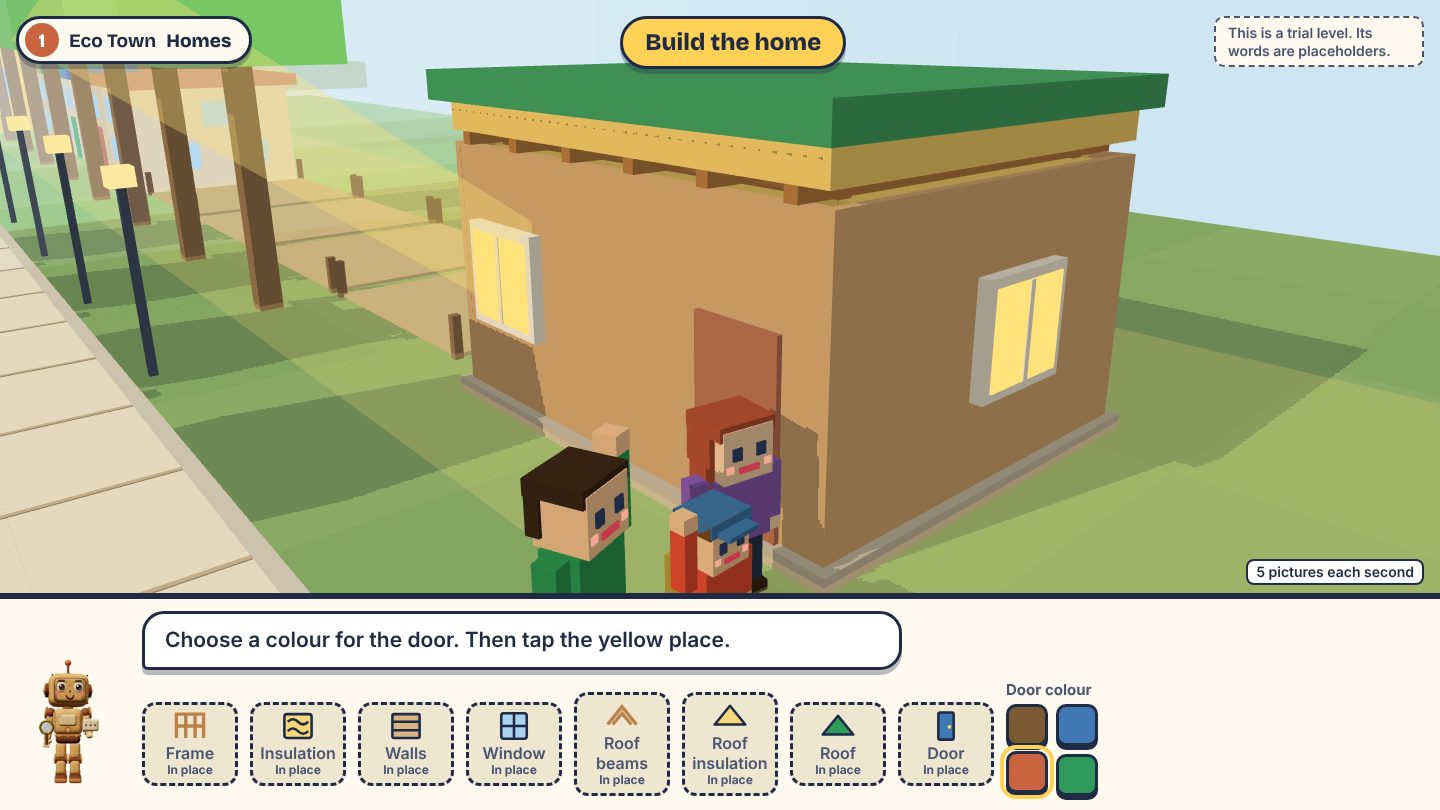 1 Eco Town Homes
Build the home
This is a trial level. Its
words are placeholders.
5 pictures each second
Choose a colour for the door. Then tap the yellow place.
Door colour
Frame
In place
Insulation
In place
Walls
In place
Window
In place
Roof
beams
In place
Roof
insulation
In place
Roof
In place
Door
In place